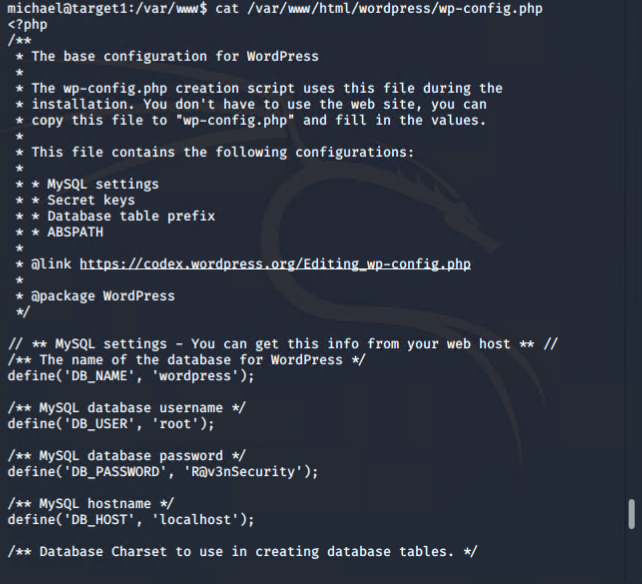 michael@target1:/var/www$ cat /var/www/html/wordpress/wp-config.php
<?php
/**
 * The base configuration for WordPress
 *
 * The wp-config.php creation script uses this file during the
 * installation. You don't have to use the web site, you can
 * copy this file to "wp-config.php" and fill in the values.
 *
 * This file contains the following configurations:
 *
 * * MySQL settings
 * * Secret keys
 * * Database table prefix
 * * ABSPATH
 *
 * @link https://codex.wordpress.org/Editing_wp-config.php
 *
 * @package WordPress
 */

// ** MySQL settings - You can get this info from your web host ** //
/** The name of the database for WordPress */
define('DB_NAME', 'wordpress');

/** MySQL database username */
define('DB_USER', 'root');

/** MySQL database password */
define('DB_PASSWORD', 'R@v3nSecurity');

/** MySQL hostname */
define('DB_HOST', 'localhost');

/** Database Charset to use in creating database tables. */